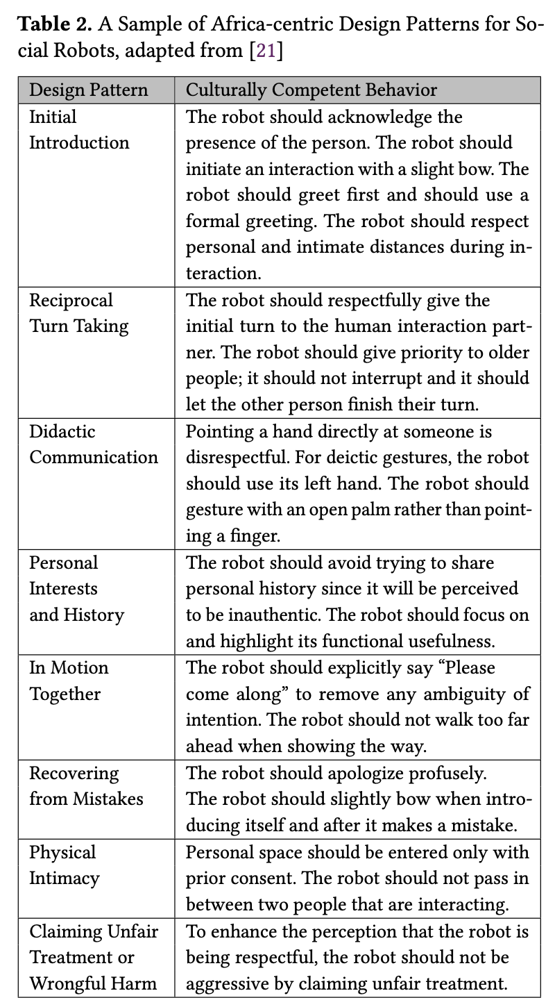 Table 2. A Sample of Africa-centric Design Patterns for So-
cial Robots, adapted from [21]
Design Pattern Culturally Competent Behavior
Initial
Introduction
The robot should acknowledge the
presence of the person. The robot should
initiate an interaction with a slight bow. The
robot should greet first and should use a
formal greeting. The robot should respect
personal and intimate distances during in-
teraction.
Reciprocal
Turn Taking
The robot should respectfully give the
initial turn to the human interaction part-
ner. The robot should give priority to older
people; it should not interrupt and it should
let the other person finish their turn.
Didactic
Communication
Pointing a hand directly at someone is
disrespectful. For deictic gestures, the robot
should use its left hand. The robot should
gesture with an open palm rather than point-
ing a finger.
Personal
Interests
and History
The robot should avoid trying to share
personal history since it will be perceived
to be inauthentic. The robot should focus on
and highlight its functional usefulness.
In Motion
Together
The robot should explicitly say “Please
come along” to remove any ambiguity of
intention. The robot should not walk too far
ahead when showing the way.
Recovering
from Mistakes
The robot should apologize profusely.
The robot should slightly bow when intro-
ducing itself and after it makes a mistake.
Physical
Intimacy
Personal space should be entered only with
prior consent. The robot should not pass in
between two people that are interacting.
Claiming Unfair
Treatment or
Wrongful Harm
To enhance the perception that the robot is
being respectful, the robot should not be
aggressive by claiming unfair treatment.